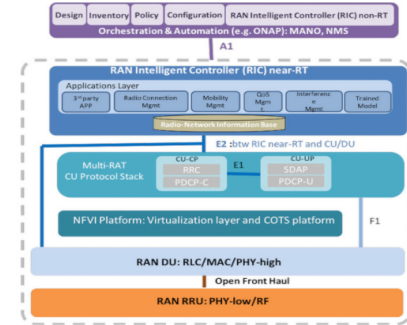 Design
Inventory
Policy
Configuration
RAN Intelligent Controller (RIC) non-RT
Orchestration & Automation (e.g. ONAP): MANO, NMS
A1
RAN Intelligent Controller (RIC) near-RT
Applications Layer
3rd party
APP
Radio Connection
Mgmt
Mobility
Mgmt
QoS
Mgm
t.
Interferenc
e Mgmt
Trained
Model
Radio-Network Information Base
E2 :btw RIC near-RT and CU/DU
Multi-RAT
CU Protocol Stack
CU-CP
RRC
PDCP-C
E1
CU-UP
SDAP
PDCP-U
NFVI Platform: Virtualization layer and COTS platform
F1
RAN DU: RLC/MAC/PHY-high
Open Front Haul
RAN RRU: PHY-low/RF